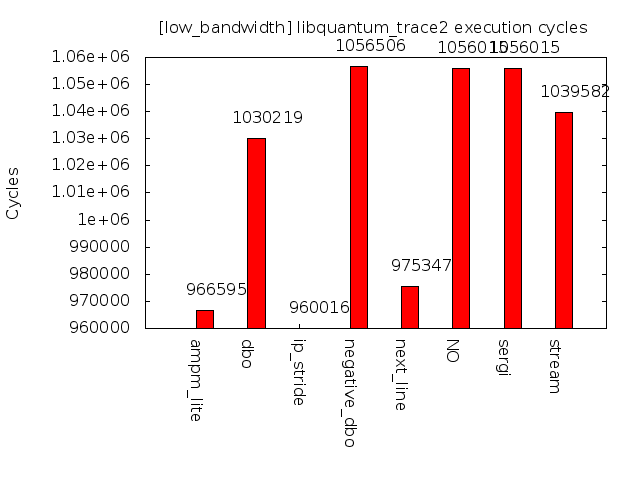 [low_bandwidth] libquantum_trace2 execution cycles
Cycles
1.06e+06
1.05e+06
1.04e+06
1.03e+06
1.02e+06
1.01e+06
1e+06
990000
980000
970000
960000
966595
1030219
960016
1056506
975347
1056015
1056015
1039582
ampm_lite
dbo
ip_stride
negative_dbo
next_line
NO
sergi
stream